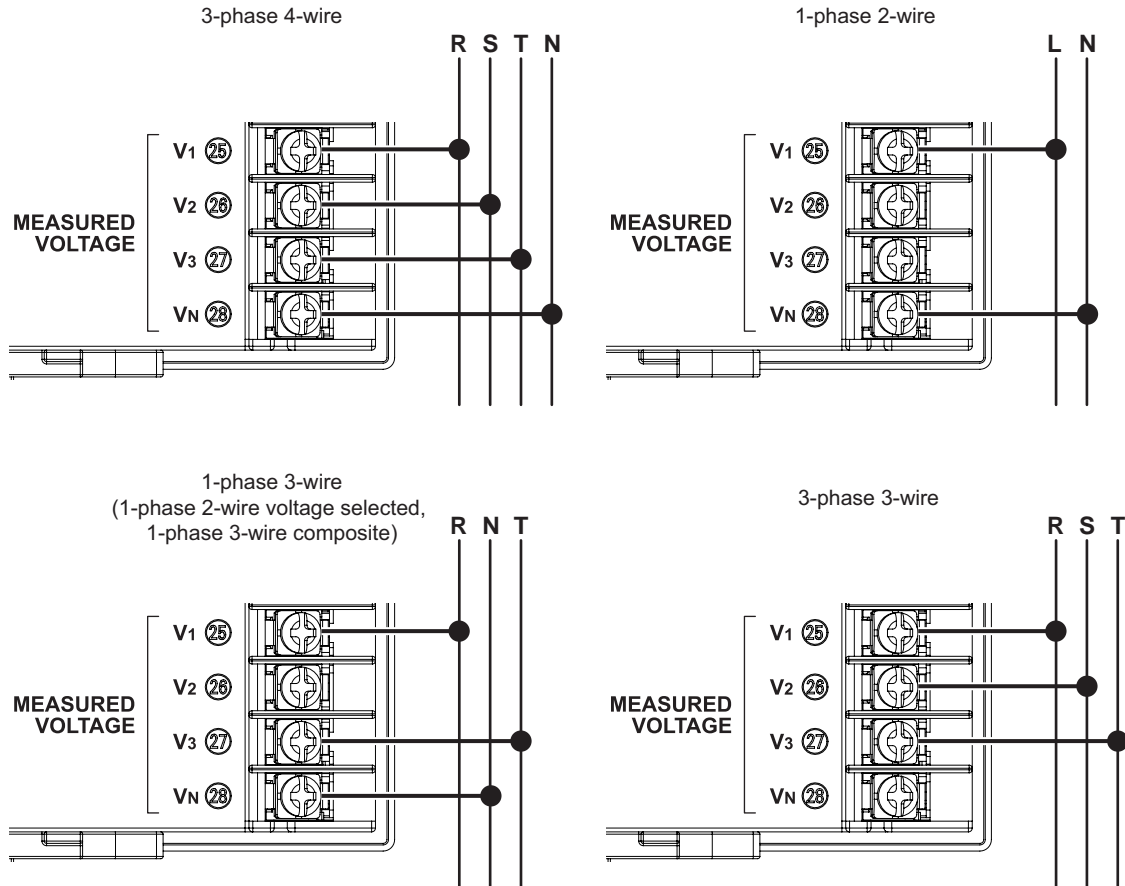 3-phase 4-wire
R S T N
V1 ㉕
V2 ㉖
MEASURED
VOLTAGE
V3 ㉗
VN ㉘
1-phase 2-wire
L N
V1 ㉕
V2 ㉖
MEASURED
VOLTAGE
V3 ㉗
VN ㉘
1-phase 3-wire
(1-phase 2-wire voltage selected,
1-phase 3-wire composite)
R N T
V1 ㉕
V2 ㉖
MEASURED
VOLTAGE
V3 ㉗
VN ㉘
3-phase 3-wire
R S T
V1 ㉕
V2 ㉖
MEASURED
VOLTAGE
V3 ㉗
VN ㉘